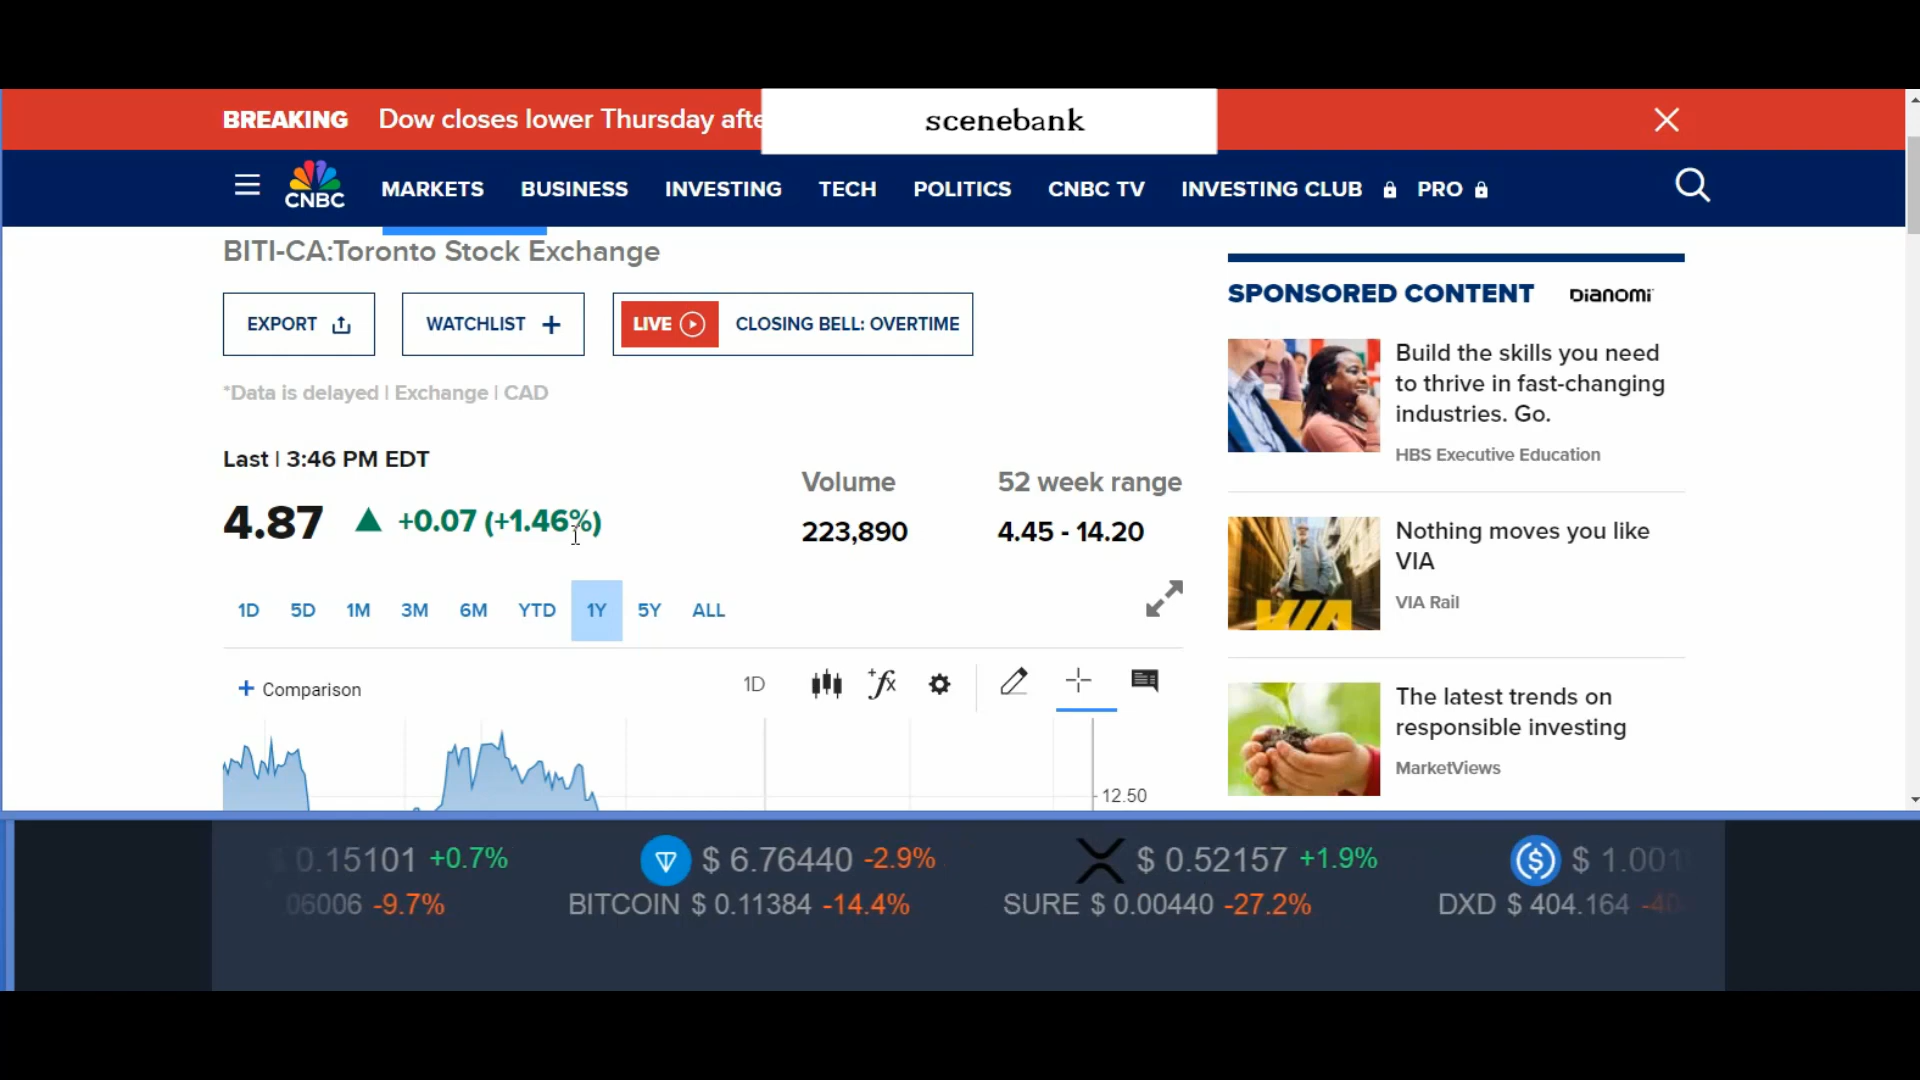 BREAKING Dow closes lower Thursday afte
scenebank
CNBC
MARKETS BUSINESS INVESTING TECH POLITICS CNBC TV INVESTING CLUB PRO
BITI-CA:Toronto Stock Exchange
EXPORT WATCHLIST LIVE CLOSING BELL: OVERTIME
*Data is delayed | Exchange | CAD
Last | 3:46 PM EDT
4.87 +0.07 (+1.46%)
Volume
223,890
52 week range
4.45 - 14.20
1D 5D 1M 3M 6M YTD 1Y 5Y ALL
+ Comparison
1D
12.50
SPONSORED CONTENT DIANOMI
Build the skills you need
to thrive in fast-changing
industries. Go.
HBS Executive Education
Nothing moves you like
VIA
VIA Rail
VIA
The latest trends on
responsible investing
MarketViews
0.15101 +0.7% $ 6.76440 -2.9% $ 0.52157 +1.9% $ 1.001
06006 -9.7% BITCOIN $ 0.11384 -14.4% SURE $ 0.00440 -27.2% DXD $ 404.164 -40